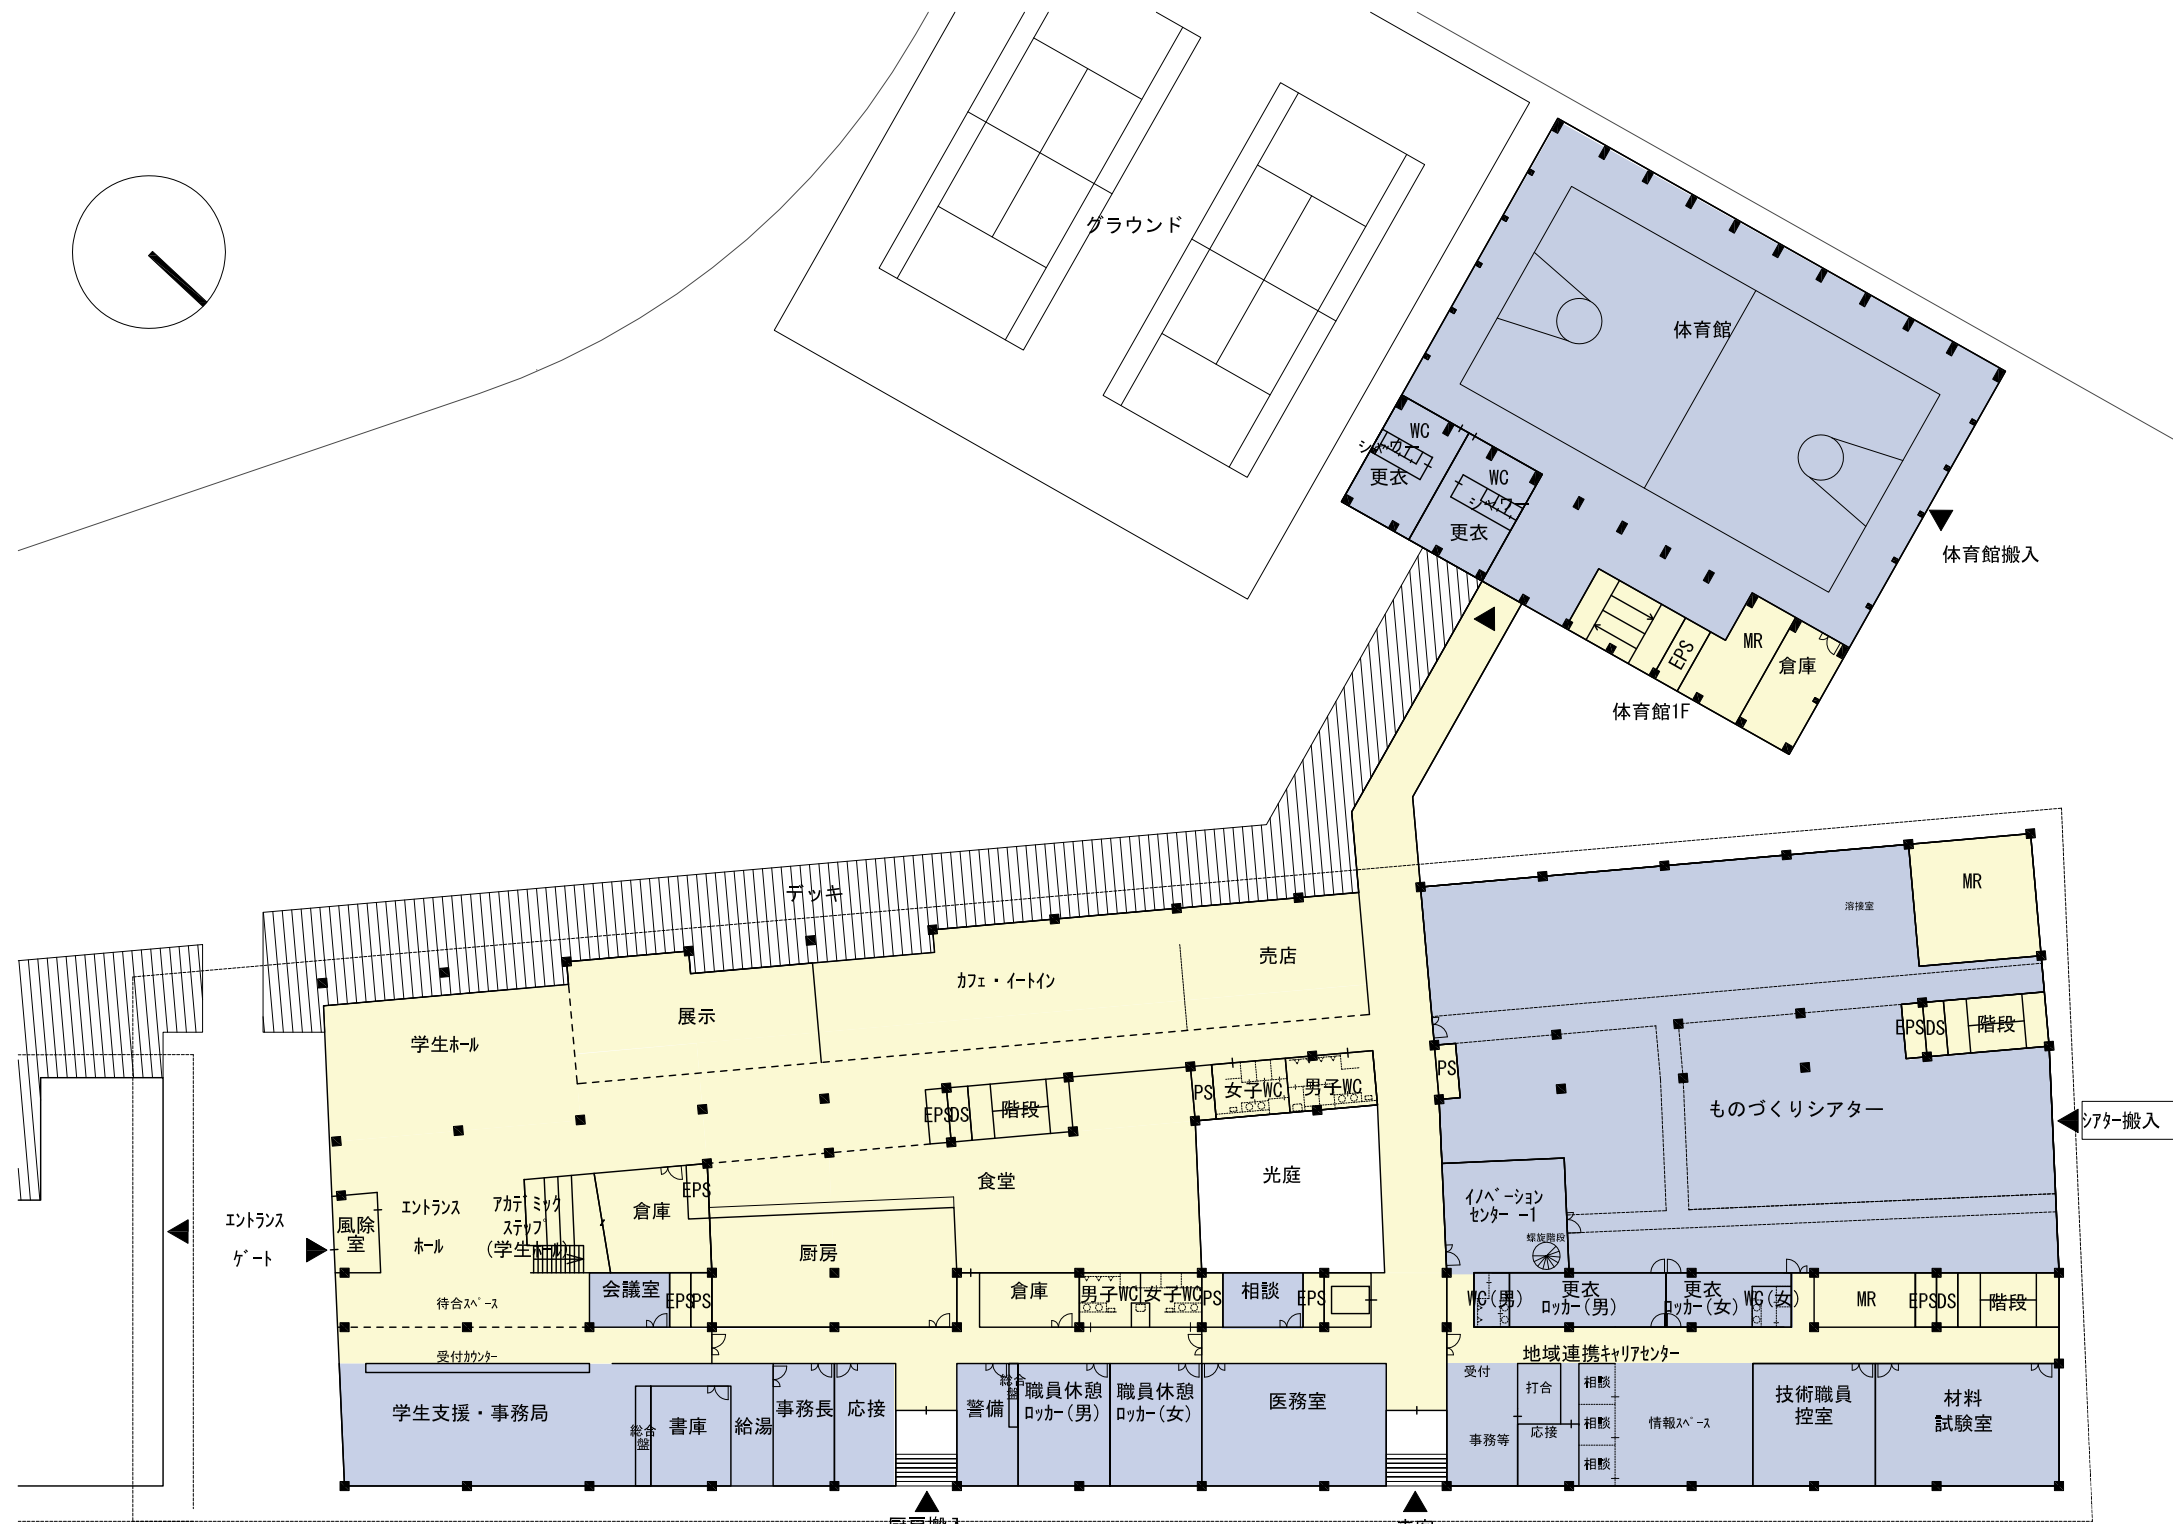 グラウンド
体育館
WC
シャワー
更衣
WC
シャワー
更衣
体育館搬入
MR
EPS
倉庫
体育館1F
デッキ
MR
溶接室
売店
カフェ・イートイン
展示
学生ホール
EPS
DS
階段
PS
ものづくりシアター
シアター搬入
PS
女子WC
男子WC
EPS
DS
階段
食堂
光庭
イノベーション
センター -1
螺旋階段
エントランス
ゲート
風除
室
エントランス
ホール
アカデミック
ステップ
(学生ホール)
倉庫
EPS
厨房
会議室
EPS
PS
倉庫
男子WC
女子WC
PS
相談
EPS
WC(男)
更衣
ロッカー(男)
更衣
ロッカー(女)
WC(女)
MR
EPS
DS
階段
待合スペース
受付カウンター
地域連携キャリアセンター
学生支援・事務局
総合
盤
書庫
給湯
事務長
応接
警備
総合
盤
職員休憩
ロッカー(男)
職員休憩
ロッカー(女)
医務室
受付
事務等
打合
応接
相談
相談
相談
情報スペース
技術職員
控室
材料
試験室
厨房搬入